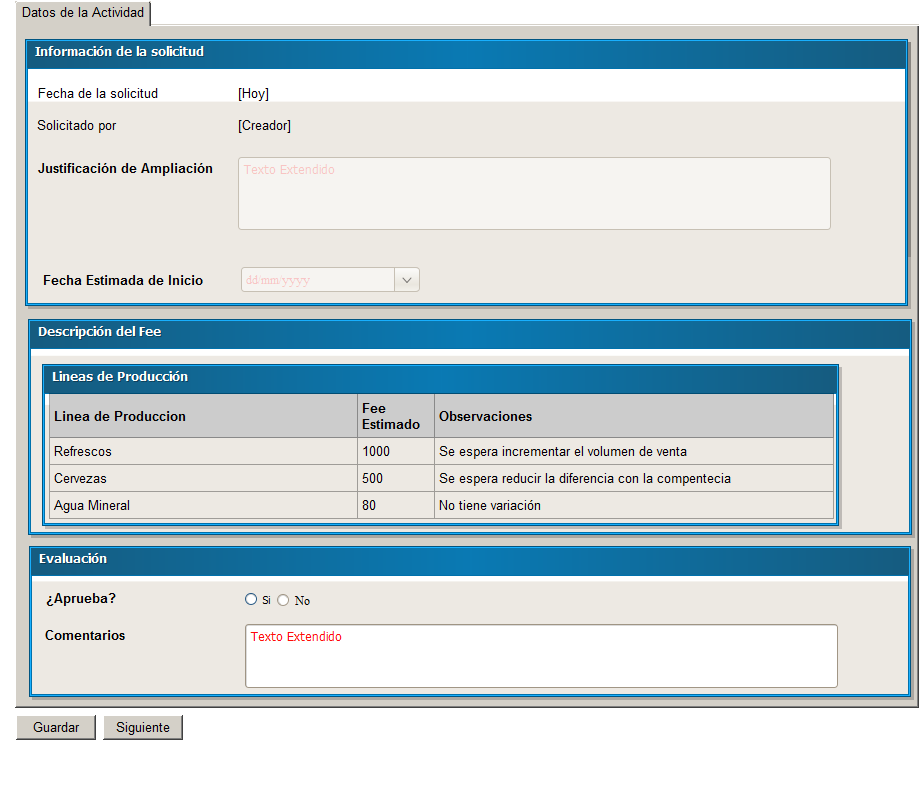 Datos de la Actividad
Información de la solicitud
Fecha de la solicitud [Hoy]
Solicitado por [Creador]
Justificación de Ampliación Texto Extendido
Fecha Estimada de Inicio dd/mm/yyyy
Descripción del Fee
Lineas de Producción
Linea de Produccion Fee Estimado Observaciones
Refrescos 1000 Se espera incrementar el volumen de venta
Cervezas 500 Se espera reducir la diferencia con la compentecia
Agua Mineral 80 No tiene variación
Evaluación
¿Aprueba? Si No
Comentarios Texto Extendido
Guardar Siguiente